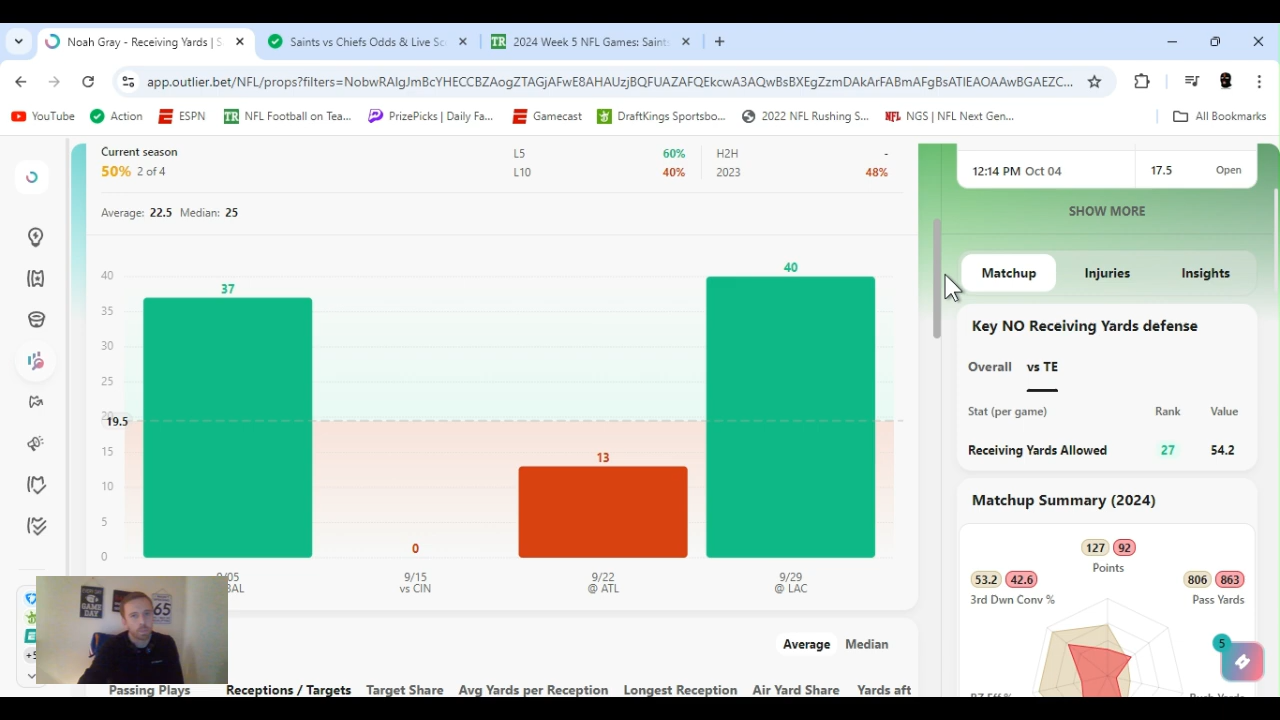 Noah Gray - Receiving Yards | S
Saints vs Chiefs Odds & Live Sc
TR 2024 Week 5 NFL Games: Saint
app.outlier.bet/NFL/props?filters=NobwRAlgJmBcYHECCBZAogZTAGjAFwE8AHAUzjBQFUAZAFQEkcwA3AQwBsBXEgZzmDAkArFABmAFgBsATIEAOAAwBGAEZC...
YouTube
Action
ESPN
TR NFL Football on Tea...
PrizePicks | Daily Fa...
Gamecast
DraftKings Sportsbo...
2022 NFL Rushing S...
NFL NGS | NFL Next Gen...
All Bookmarks
Current season
50% 2 of 4
L5 60%
L10 40%
H2H -
2023 48%
Average: 22.5 Median: 25
40
35
30
25
20
19.5
15
10
5
0
37
0
13
40
9/05
BAL
9/15
vs CIN
9/22
@ ATL
9/29
@ LAC
Average Median
Passing Plays Receptions / Targets Target Share Avg Yards per Reception Longest Reception Air Yard Share Yards aft
12:14 PM Oct 04 17.5 Open
SHOW MORE
Matchup Injuries Insights
Key NO Receiving Yards defense
Overall vs TE
Stat (per game) Rank Value
Receiving Yards Allowed 27 54.2
Matchup Summary (2024)
127 92
Points
53.2 42.6
3rd Dwn Conv %
806 863
Pass Yards
5
GAME
DAY
65